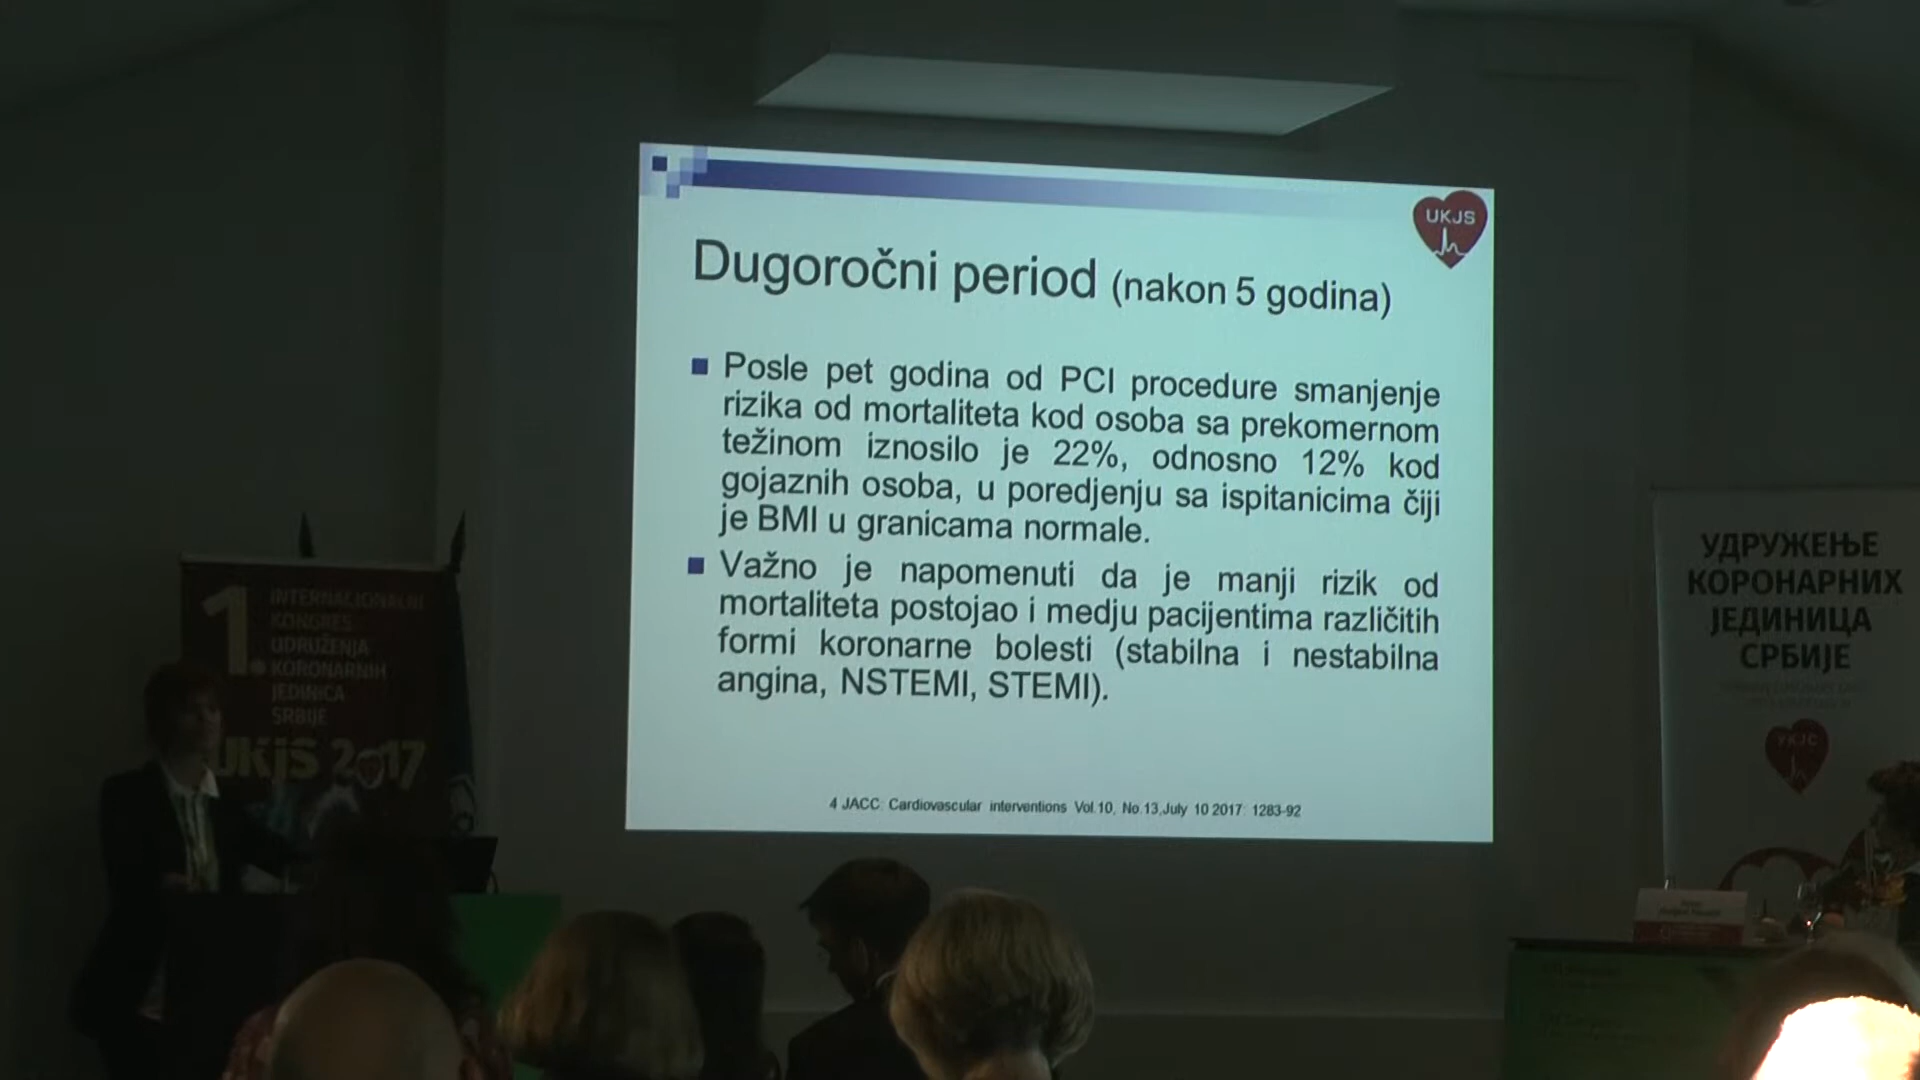 UKJS
Dugoročni period (nakon 5 godina)
Posle pet godina od PCI procedure smanjenje
rizika od mortaliteta kod osoba sa prekomernom
težinom iznosilo je 22%, odnosno 12% kod
gojaznih osoba, u poredjenju sa ispitanicima čiji
je BMI u granicama normale.
Važno je napomenuti da je manji rizik od
mortaliteta postojao i medju pacijentima različitih
formi koronarne bolesti (stabilna i nestabilna
angina, NSTEMI, STEMI).
4 JACC: Cardiovascular interventions Vol.10, No.13,July 10 2017: 1283-92
1.
INTERNACIONALNI
KONGRES
UDRUŽENJA
KORONARNIH
JEDINICA
SRBIJE
UKJS 2017
УДРУЖЕЊЕ
КОРОНАРНИХ
ЈЕДИНИЦА
СРБИЈЕ
УКЈС